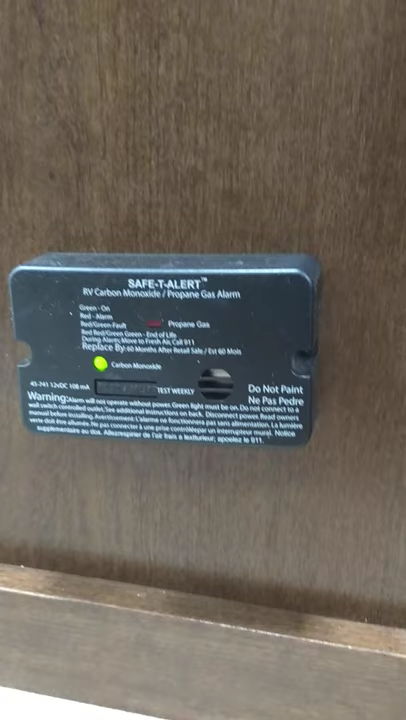 SAFE-T-ALERT™
RV Carbon Monoxide / Propane Gas Alarm
Green - On
Red - Alarm
Red/Green-Fault
Propane Gas
Red/Red/Green Green - End of Life
During Alarm; Move to Fresh Air, Call 911
Replace By: 60 Months After Retail Sale / Est 60 Mois
Carbon Monoxide
45-741 12vDC 108 mA
TEST WEEKLY
Do Not Paint
Ne Pas Pedre
Warning: Alarm will not operate without power. Green light must be on. Do not connect to a
wall switch controlled outlet. See additional instructions on back. Disconnect power. Read owners
manual before installing. Avertisement: L'alarme ne fonctionnera pas sans alimentation. La lumière
verte doit être allumée. Ne pas connecter à une prise contrôlée par un interrupteur mural. Notice
supplementaire au dos. l'air frais a appelez le 911.